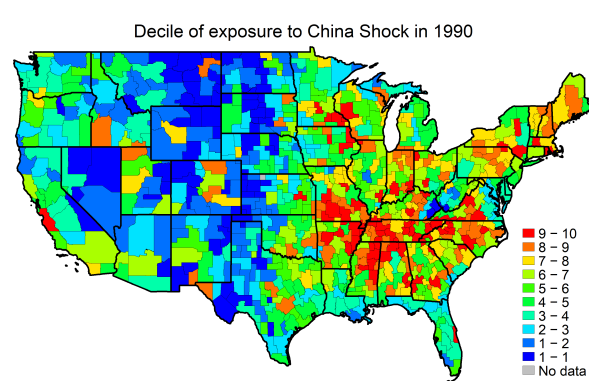 Decile of exposure to China Shock in 1990
9 – 10
8 – 9
7 – 8
6 – 7
5 – 6
4 – 5
3 – 4
2 – 3
1 – 2
1 – 1
No data